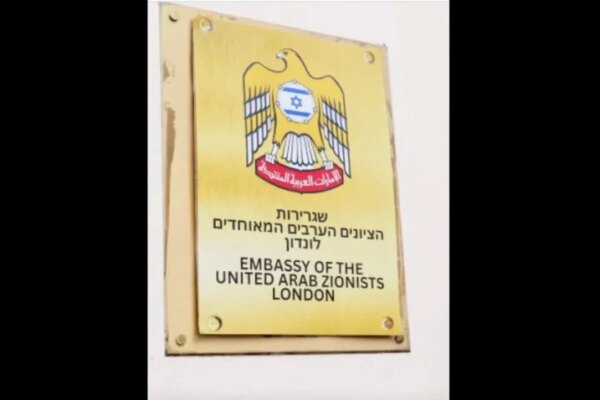 الإمارات العربية المتحدة
שגרירות
הציונים הערבים המאוחדים
לונדון
EMBASSY OF THE
UNITED ARAB ZIONISTS
LONDON